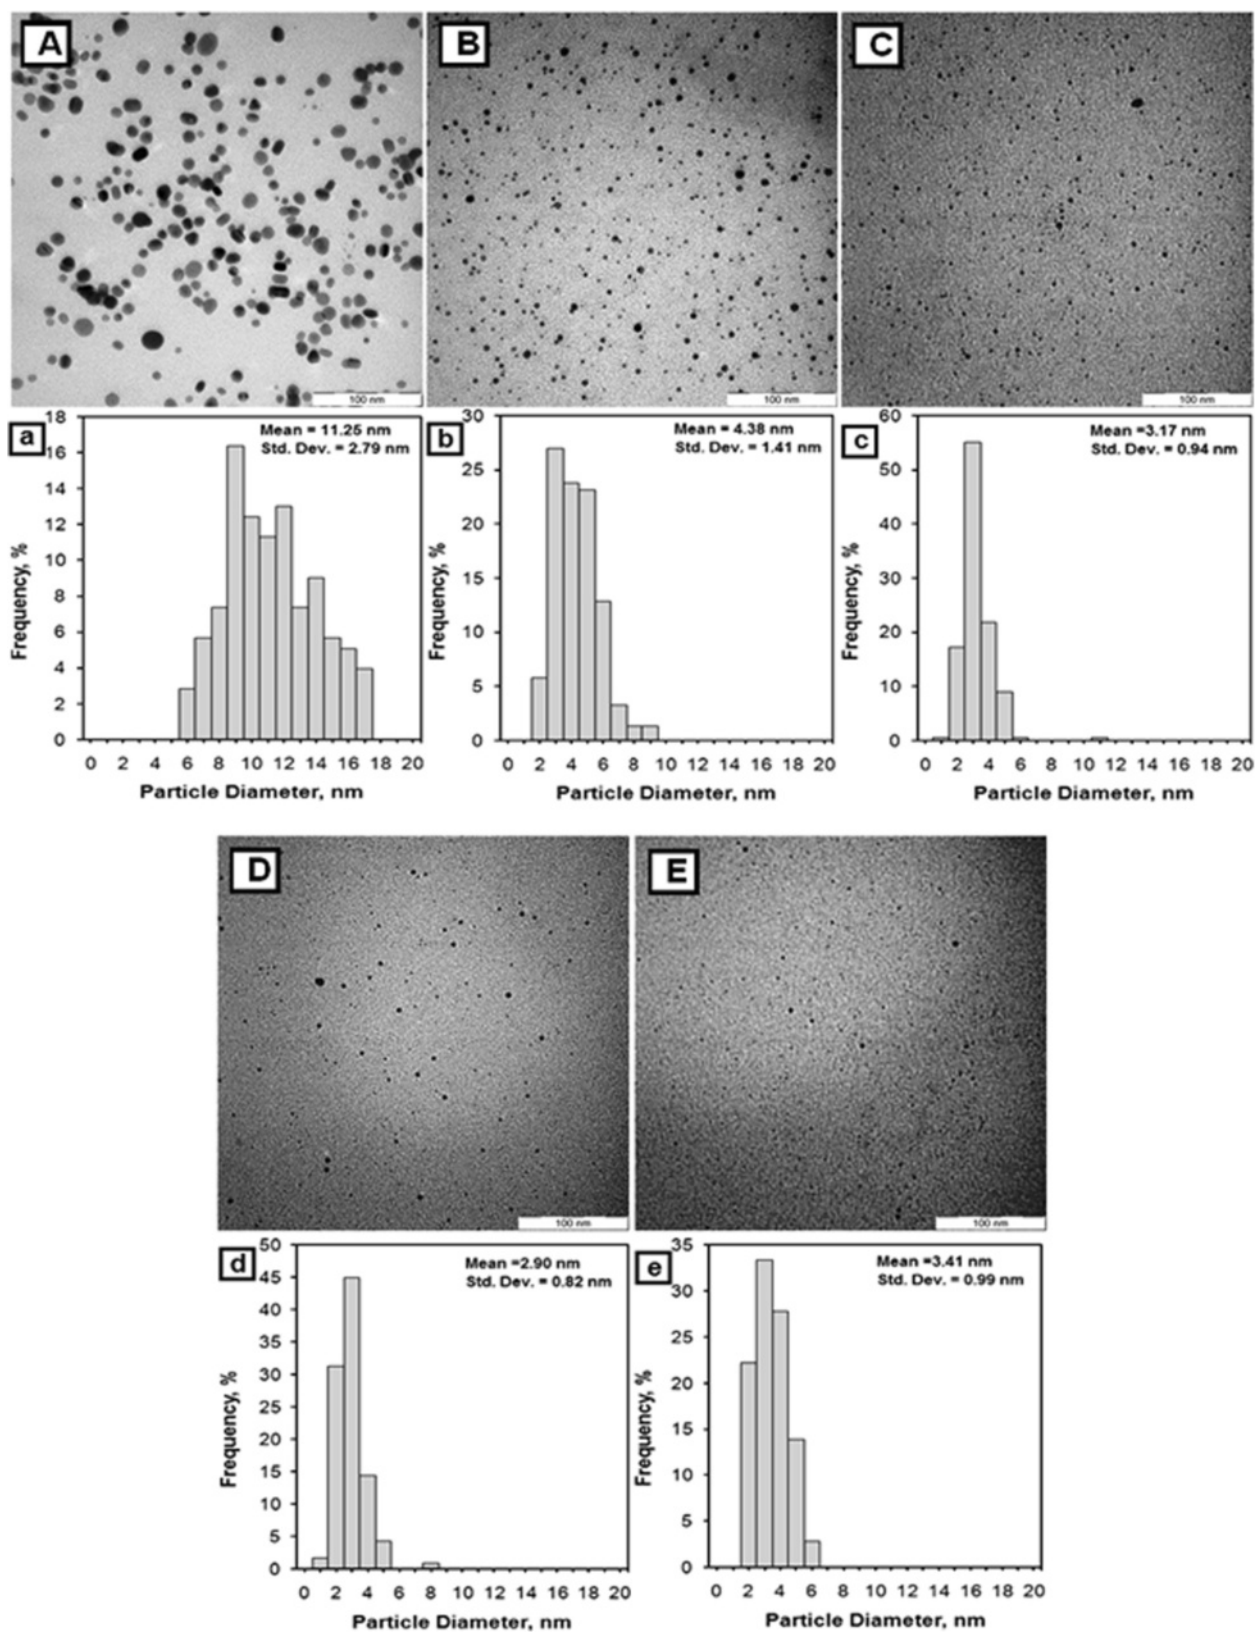 A
B
C
100 nm
100 nm
100 nm
a
Mean = 11.25 nm
Std. Dev. = 2.79 nm
18
16
14
12
10
8
6
4
2
0
Frequency, %
0 2 4 6 8 10 12 14 16 18 20
Particle Diameter, nm
b
Mean = 4.38 nm
Std. Dev. = 1.41 nm
30
25
20
15
10
5
0
Frequency, %
0 2 4 6 8 10 12 14 16 18 20
Particle Diameter, nm
c
Mean =3.17 nm
Std. Dev. = 0.94 nm
60
50
40
30
20
10
0
Frequency, %
0 2 4 6 8 10 12 14 16 18 20
Particle Diameter, nm
D
E
100 nm
100 nm
d
Mean =2.90 nm
Std. Dev. = 0.82 nm
50
45
40
35
30
25
20
15
10
5
0
Frequency, %
0 2 4 6 8 10 12 14 16 18 20
Particle Diameter, nm
e
Mean =3.41 nm
Std. Dev. = 0.99 nm
35
30
25
20
15
10
5
0
Frequency, %
0 2 4 6 8 10 12 14 16 18 20
Particle Diameter, nm